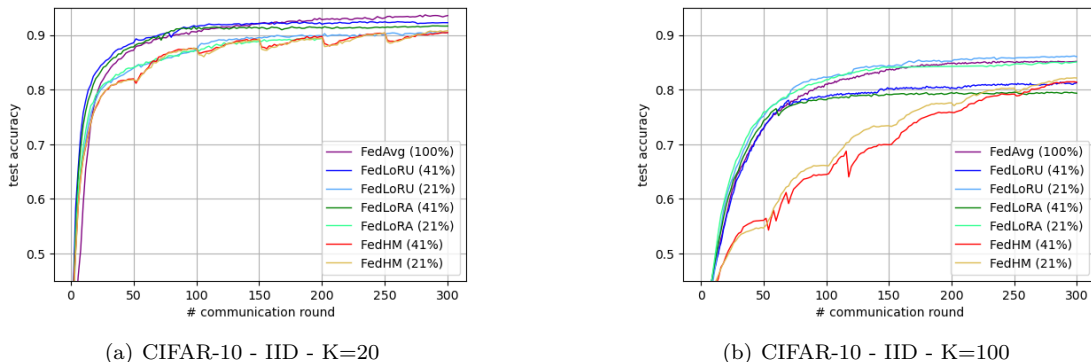 0.9
0.8
0.7
0.6
0.5
test accuracy
FedAvg (100%)
FedLoRU (41%)
FedLoRU (21%)
FedLoRA (41%)
FedLoRA (21%)
FedHM (41%)
FedHM (21%)
0 50 100 150 200 250 300
# communication round
(a) CIFAR-10 - IID - K=20
0.9
0.8
0.7
0.6
0.5
test accuracy
FedAvg (100%)
FedLoRU (41%)
FedLoRU (21%)
FedLoRA (41%)
FedLoRA (21%)
FedHM (41%)
FedHM (21%)
0 50 100 150 200 250 300
# communication round
(b) CIFAR-10 - IID - K=100